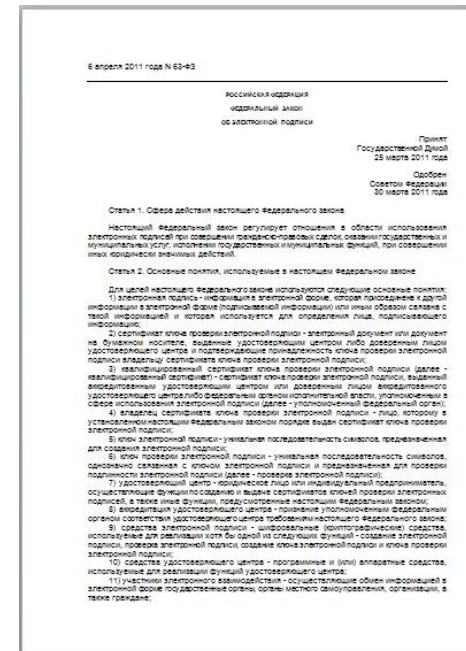 6 апреля 2011 года N 63-ФЗ
РОССИЙСКАЯ ФЕДЕРАЦИЯ
ФЕДЕРАЛЬНЫЙ ЗАКОН
ОБ ЭЛЕКТРОННОЙ ПОДПИСИ
Принят
Государственной Думой
25 марта 2011 года
Одобрен
Советом Федерации
30 марта 2011 года
Статья 1. Сфера действия настоящего Федерального закона
Настоящий Федеральный закон регулирует отношения в области использования
электронных подписей при совершении гражданско-правовых сделок, оказании государственных и
муниципальных услуг, исполнении государственных и муниципальных функций, при совершении
иных юридически значимых действий.
Статья 2. Основные понятия, используемые в настоящем Федеральном законе
Для целей настоящего Федерального закона используются следующие основные понятия:
1) электронная подпись - информация в электронной форме, которая присоединена к другой
информации в электронной форме (подписываемой информации) или иным образом связана с
такой информацией и которая используется для определения лица, подписывающего
информацию;
2) сертификат ключа проверки электронной подписи - электронный документ или документ
на бумажном носителе, выданные удостоверяющим центром либо доверенным лицом
удостоверяющего центра и подтверждающие принадлежность ключа проверки электронной
подписи владельцу сертификата ключа проверки электронной подписи;
3) квалифицированный сертификат ключа проверки электронной подписи (далее -
квалифицированный сертификат) - сертификат ключа проверки электронной подписи, выданный
аккредитованным удостоверяющим центром или доверенным лицом аккредитованного
удостоверяющего центра либо федеральным органом исполнительной власти, уполномоченным в
сфере использования электронной подписи (далее - уполномоченный федеральный орган);
4) владелец сертификата ключа проверки электронной подписи - лицо, которому в
установленном настоящим Федеральным законом порядке выдан сертификат ключа проверки
электронной подписи;
5) ключ электронной подписи - уникальная последовательность символов, предназначенная
для создания электронной подписи;
6) ключ проверки электронной подписи - уникальная последовательность символов,
однозначно связанная с ключом электронной подписи и предназначенная для проверки
подлинности электронной подписи (далее - проверка электронной подписи);
7) удостоверяющий центр - юридическое лицо или индивидуальный предприниматель,
осуществляющие функции по созданию и выдаче сертификатов ключей проверки электронных
подписей, а также иные функции, предусмотренные настоящим Федеральным законом;
8) аккредитация удостоверяющего центра - признание уполномоченным федеральным
органом соответствия удостоверяющего центра требованиям настоящего Федерального закона;
9) средства электронной подписи - шифровальные (криптографические) средства,
используемые для реализации хотя бы одной из следующих функций - создание электронной
подписи, проверка электронной подписи, создание ключа электронной подписи и ключа проверки
электронной подписи;
10) средства удостоверяющего центра - программные и (или) аппаратные средства,
используемые для реализации функций удостоверяющего центра;
11) участники электронного взаимодействия - осуществляющие обмен информацией в
электронной форме государственные органы, органы местного самоуправления, организации, а
также граждане;